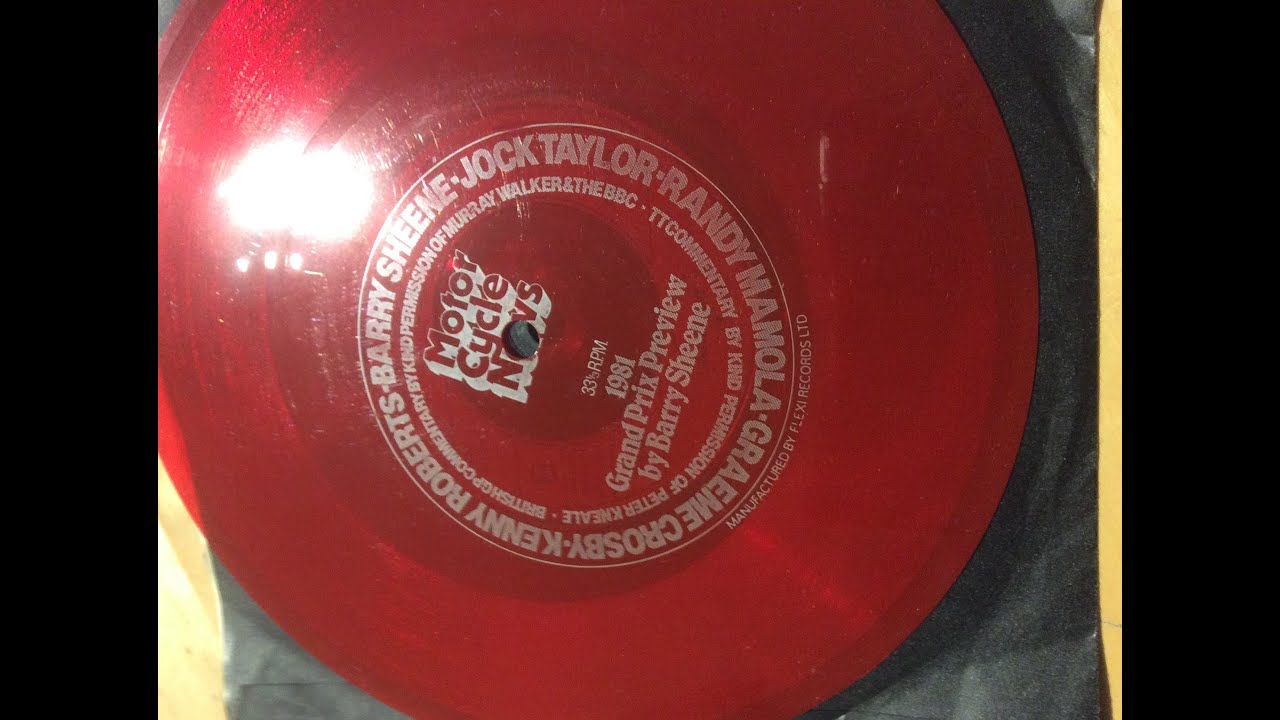 Motor
Cycle
News
33⅓ R.P.M.
1981
Grand Prix Preview
by Barry Sheene
BARRY SHEENE·JOCK TAYLOR·RANDY MAMOLA·GRAEME CROSBY·KENNY ROBERTS·
BRITISH GP COMMENTARY BY KIND PERMISSION OF MURRAY WALKER & THE BBC · TT COMMENTARY BY KIND PERMISSION OF PETER KNEALE ·
MANUFACTURED BY FLEXI RECORDS LTD